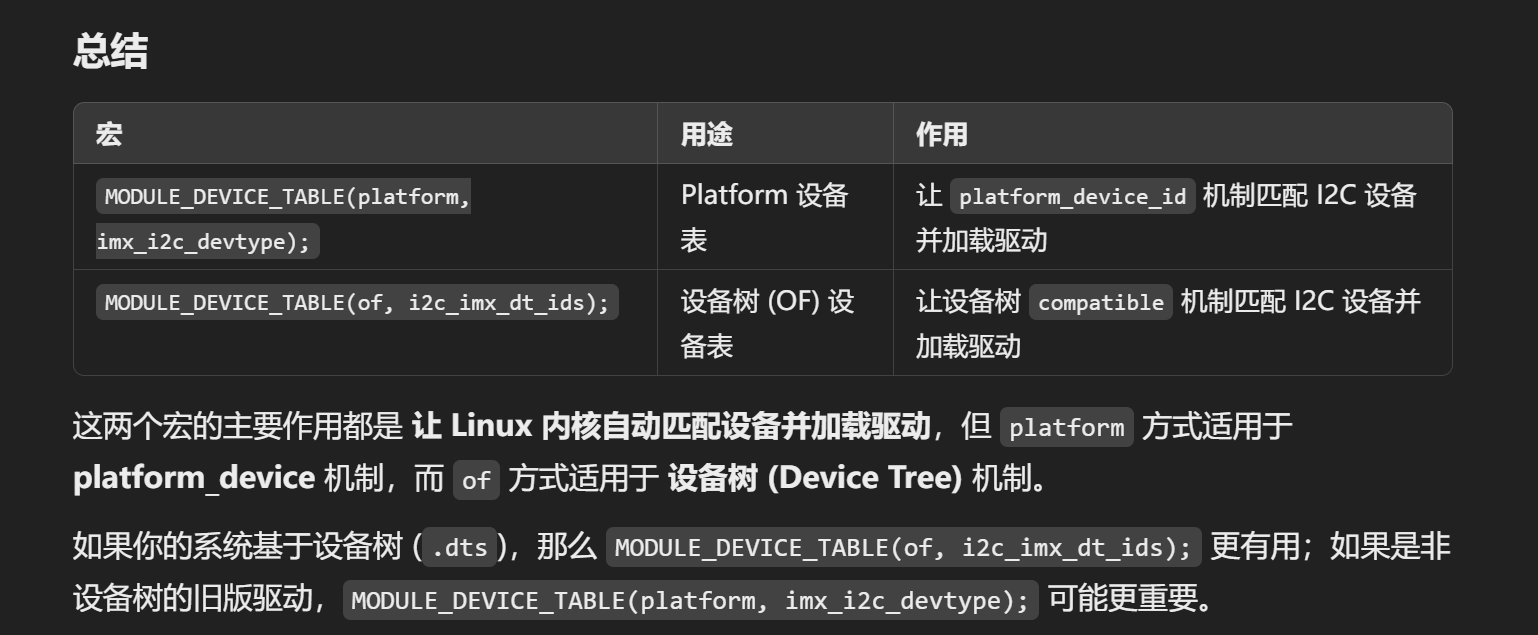 总结
宏 用途 作用
MODULE_DEVICE_TABLE(platform, Platform 设备 让 platform_device_id 机制匹配 I2C 设备
imx_i2c_devtype); 表 并加载驱动
MODULE_DEVICE_TABLE(of, i2c_imx_dt_ids); 设备树 (OF) 设 让设备树 compatible 机制匹配 I2C 设备并
备表 加载驱动
这两个宏的主要作用都是 让 Linux 内核自动匹配设备并加载驱动，但 platform 方式适用于
platform_device 机制，而 of 方式适用于 设备树 (Device Tree) 机制。
如果你的系统基于设备树 (.dts)，那么 MODULE_DEVICE_TABLE(of, i2c_imx_dt_ids); 更有用；如果是非
设备树的旧版驱动，MODULE_DEVICE_TABLE(platform, imx_i2c_devtype); 可能更重要。